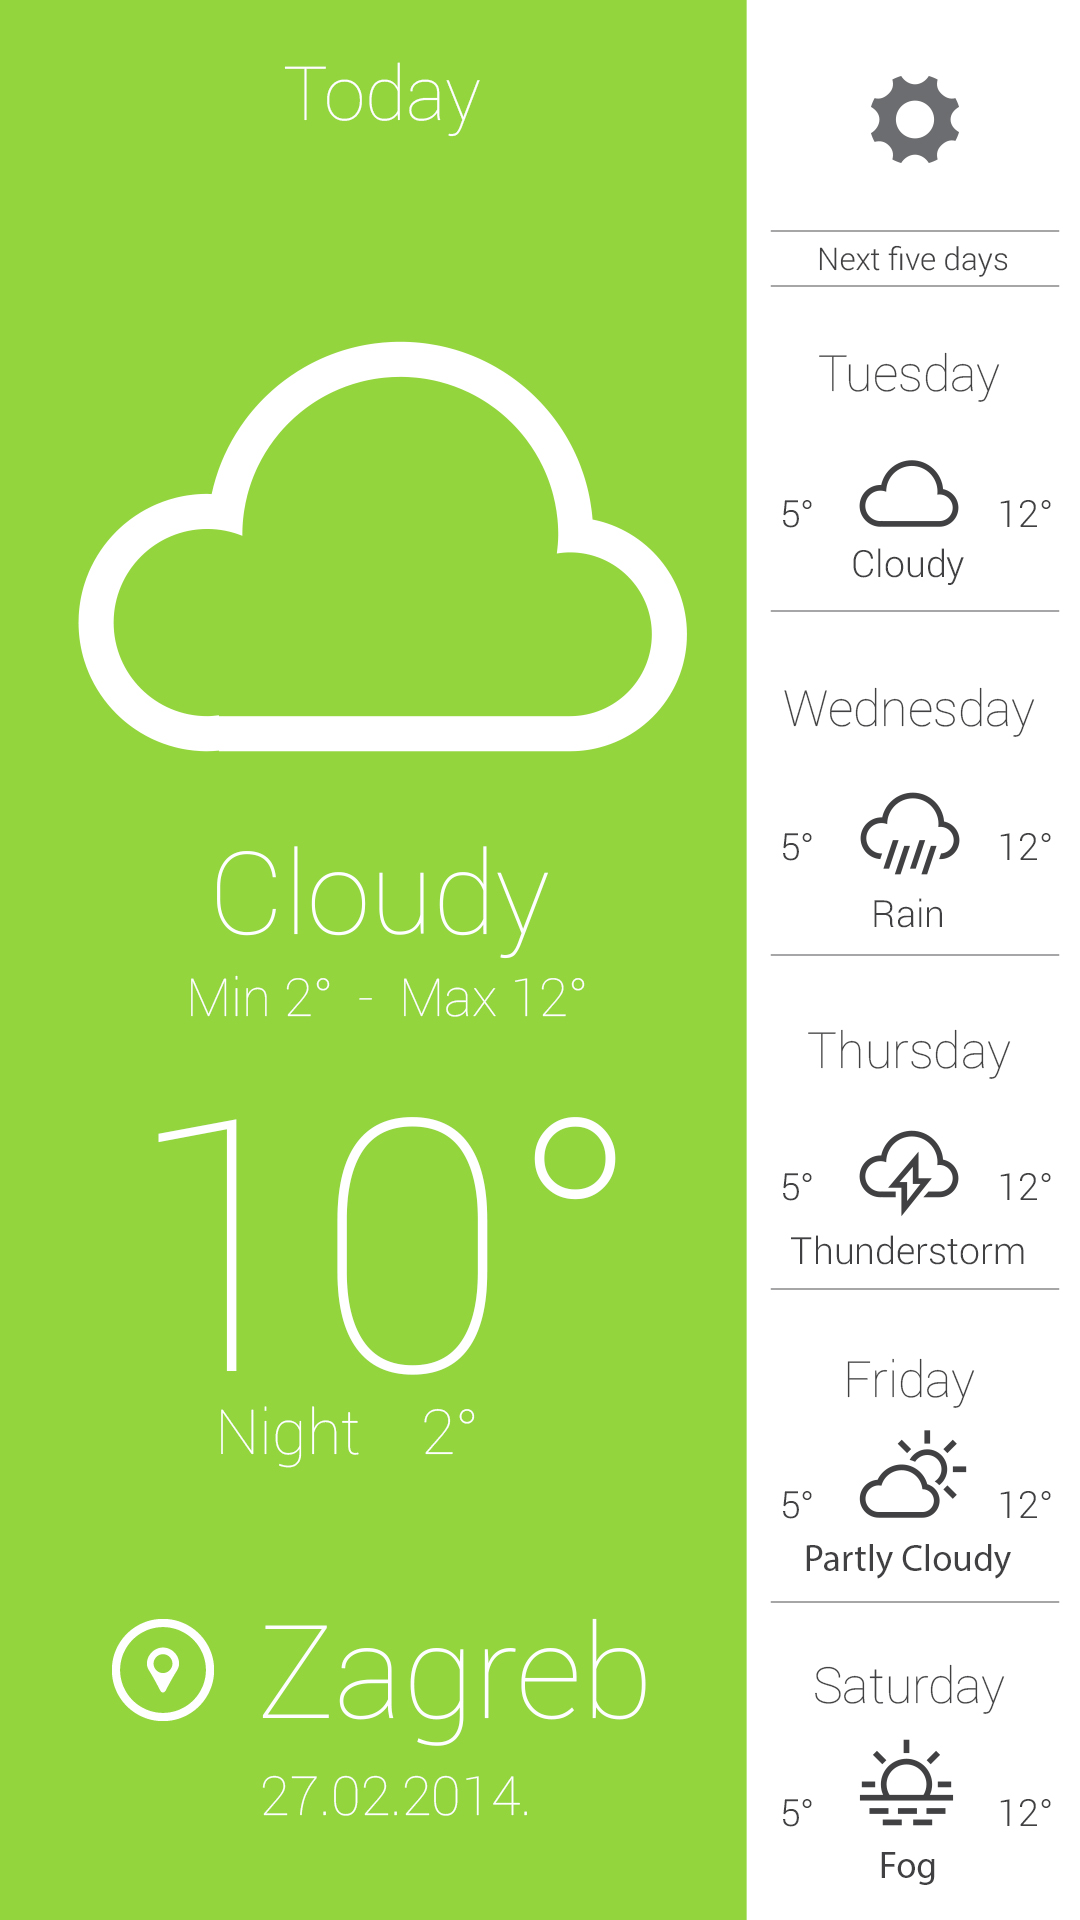 Today
Cloudy
Min 2° - Max 12°
10°
Night 2°
Zagreb
27.02.2014.
Next five days
Tuesday
5° 12°
Cloudy
Wednesday
5° 12°
Rain
Thursday
5° 12°
Thunderstorm
Friday
5° 12°
Partly Cloudy
Saturday
5° 12°
Fog